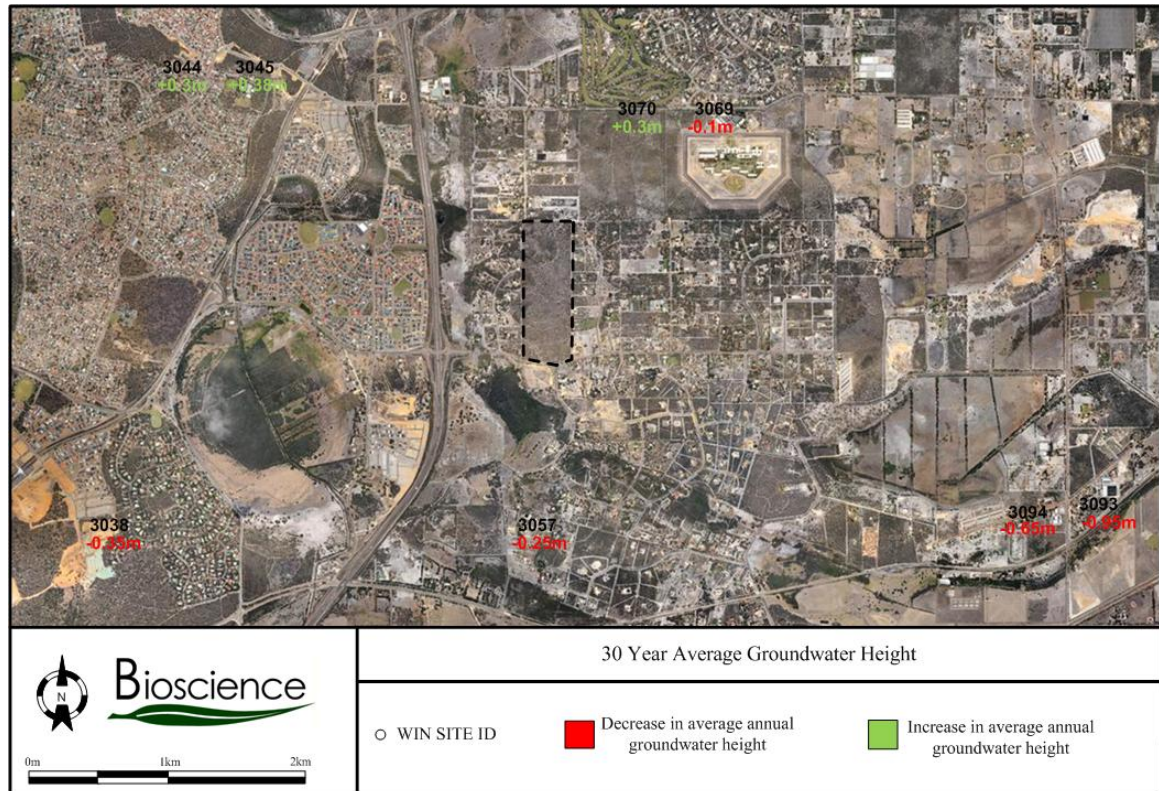 3044
+0.3m
3045
+0.38m
3070
+0.3m
3069
-0.1m
3038
-0.35m
3057
-0.25m
3094
-0.65m
3093
-0.95m
30 Year Average Groundwater Height
N
Bioscience
0m 1km 2km
WIN SITE ID
Decrease in average annual
groundwater height
Increase in average annual
groundwater height